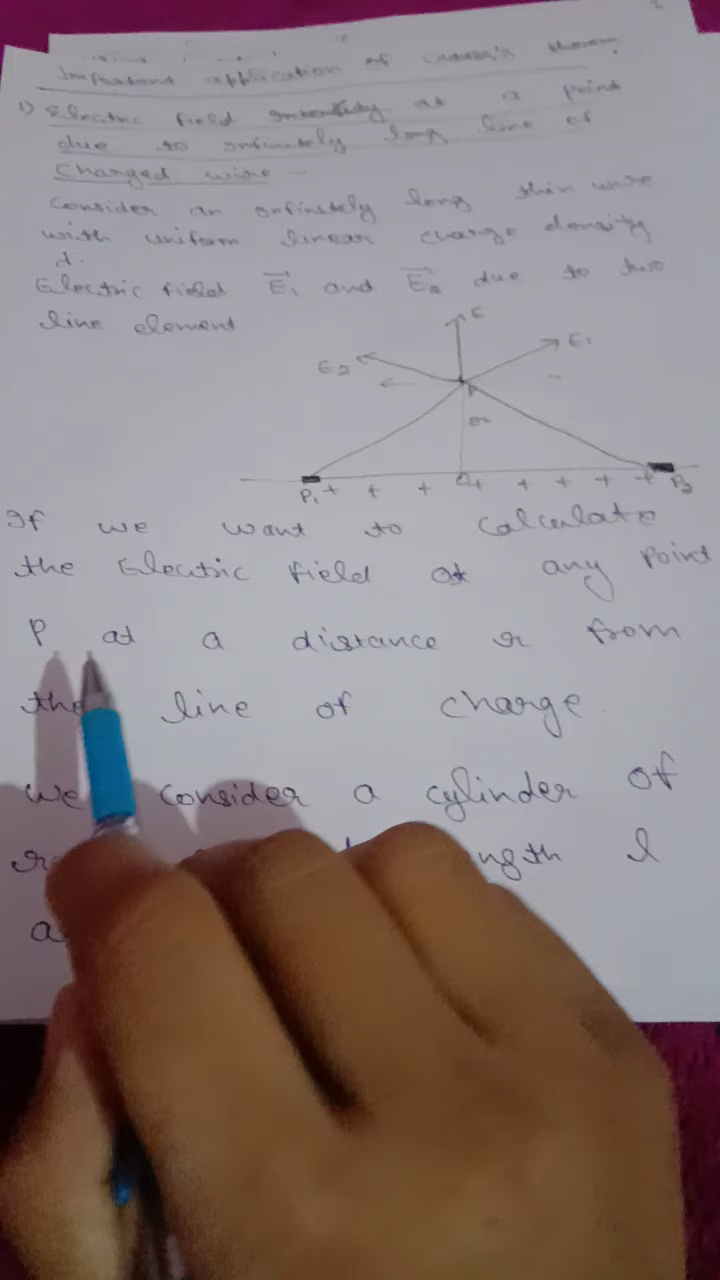 Important application of Gauss's theorem
1) Electric field intensity at a point
due to infinitely long line of
charged wire
Consider an infinitely long thin wire
with uniform linear charge density
λ.
Electric field E₁ and E₂ due to two
line element
E
E₂ E₁
P
r
P₁ + + + O + + + + + P₂
If we want to calculate
the Electric field at any point
P at a distance r from
the line of charge.
we consider a cylinder of
l